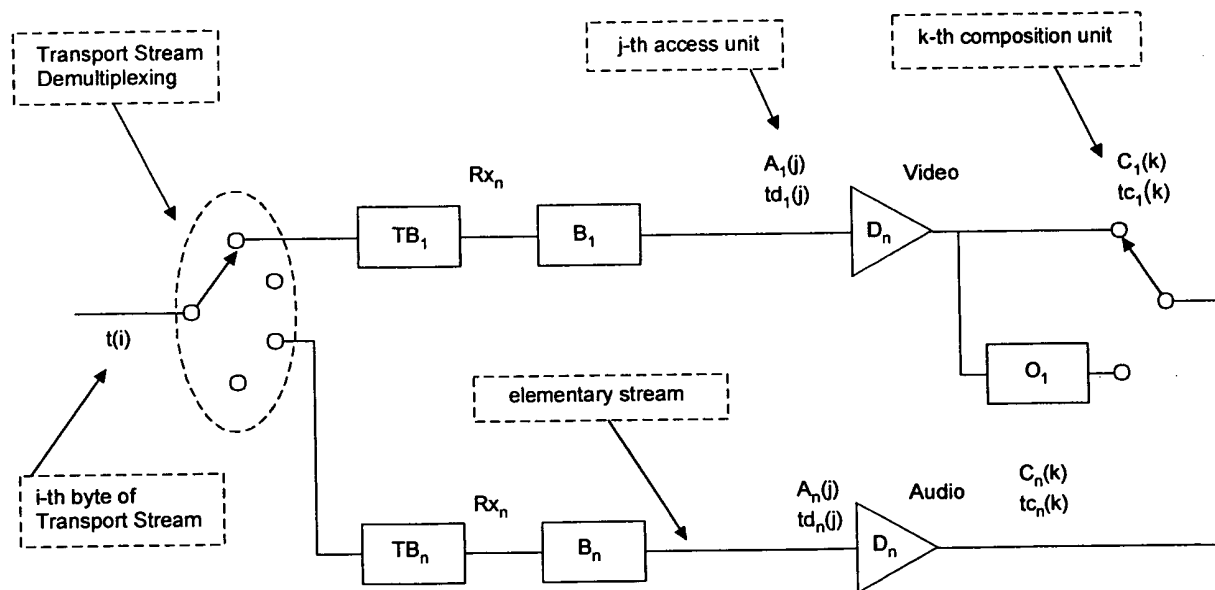 Transport Stream
Demultiplexing
j-th access unit
k-th composition unit
A₁(j)
td₁(j)
Video
C₁(k)
tc₁(k)
Rxₙ
TB₁
B₁
Dₙ
t(i)
O₁
elementary stream
i-th byte of
Transport Stream
Rxₙ
Aₙ(j)
tdₙ(j)
Audio
Cₙ(k)
tcₙ(k)
TBₙ
Bₙ
Dₙ